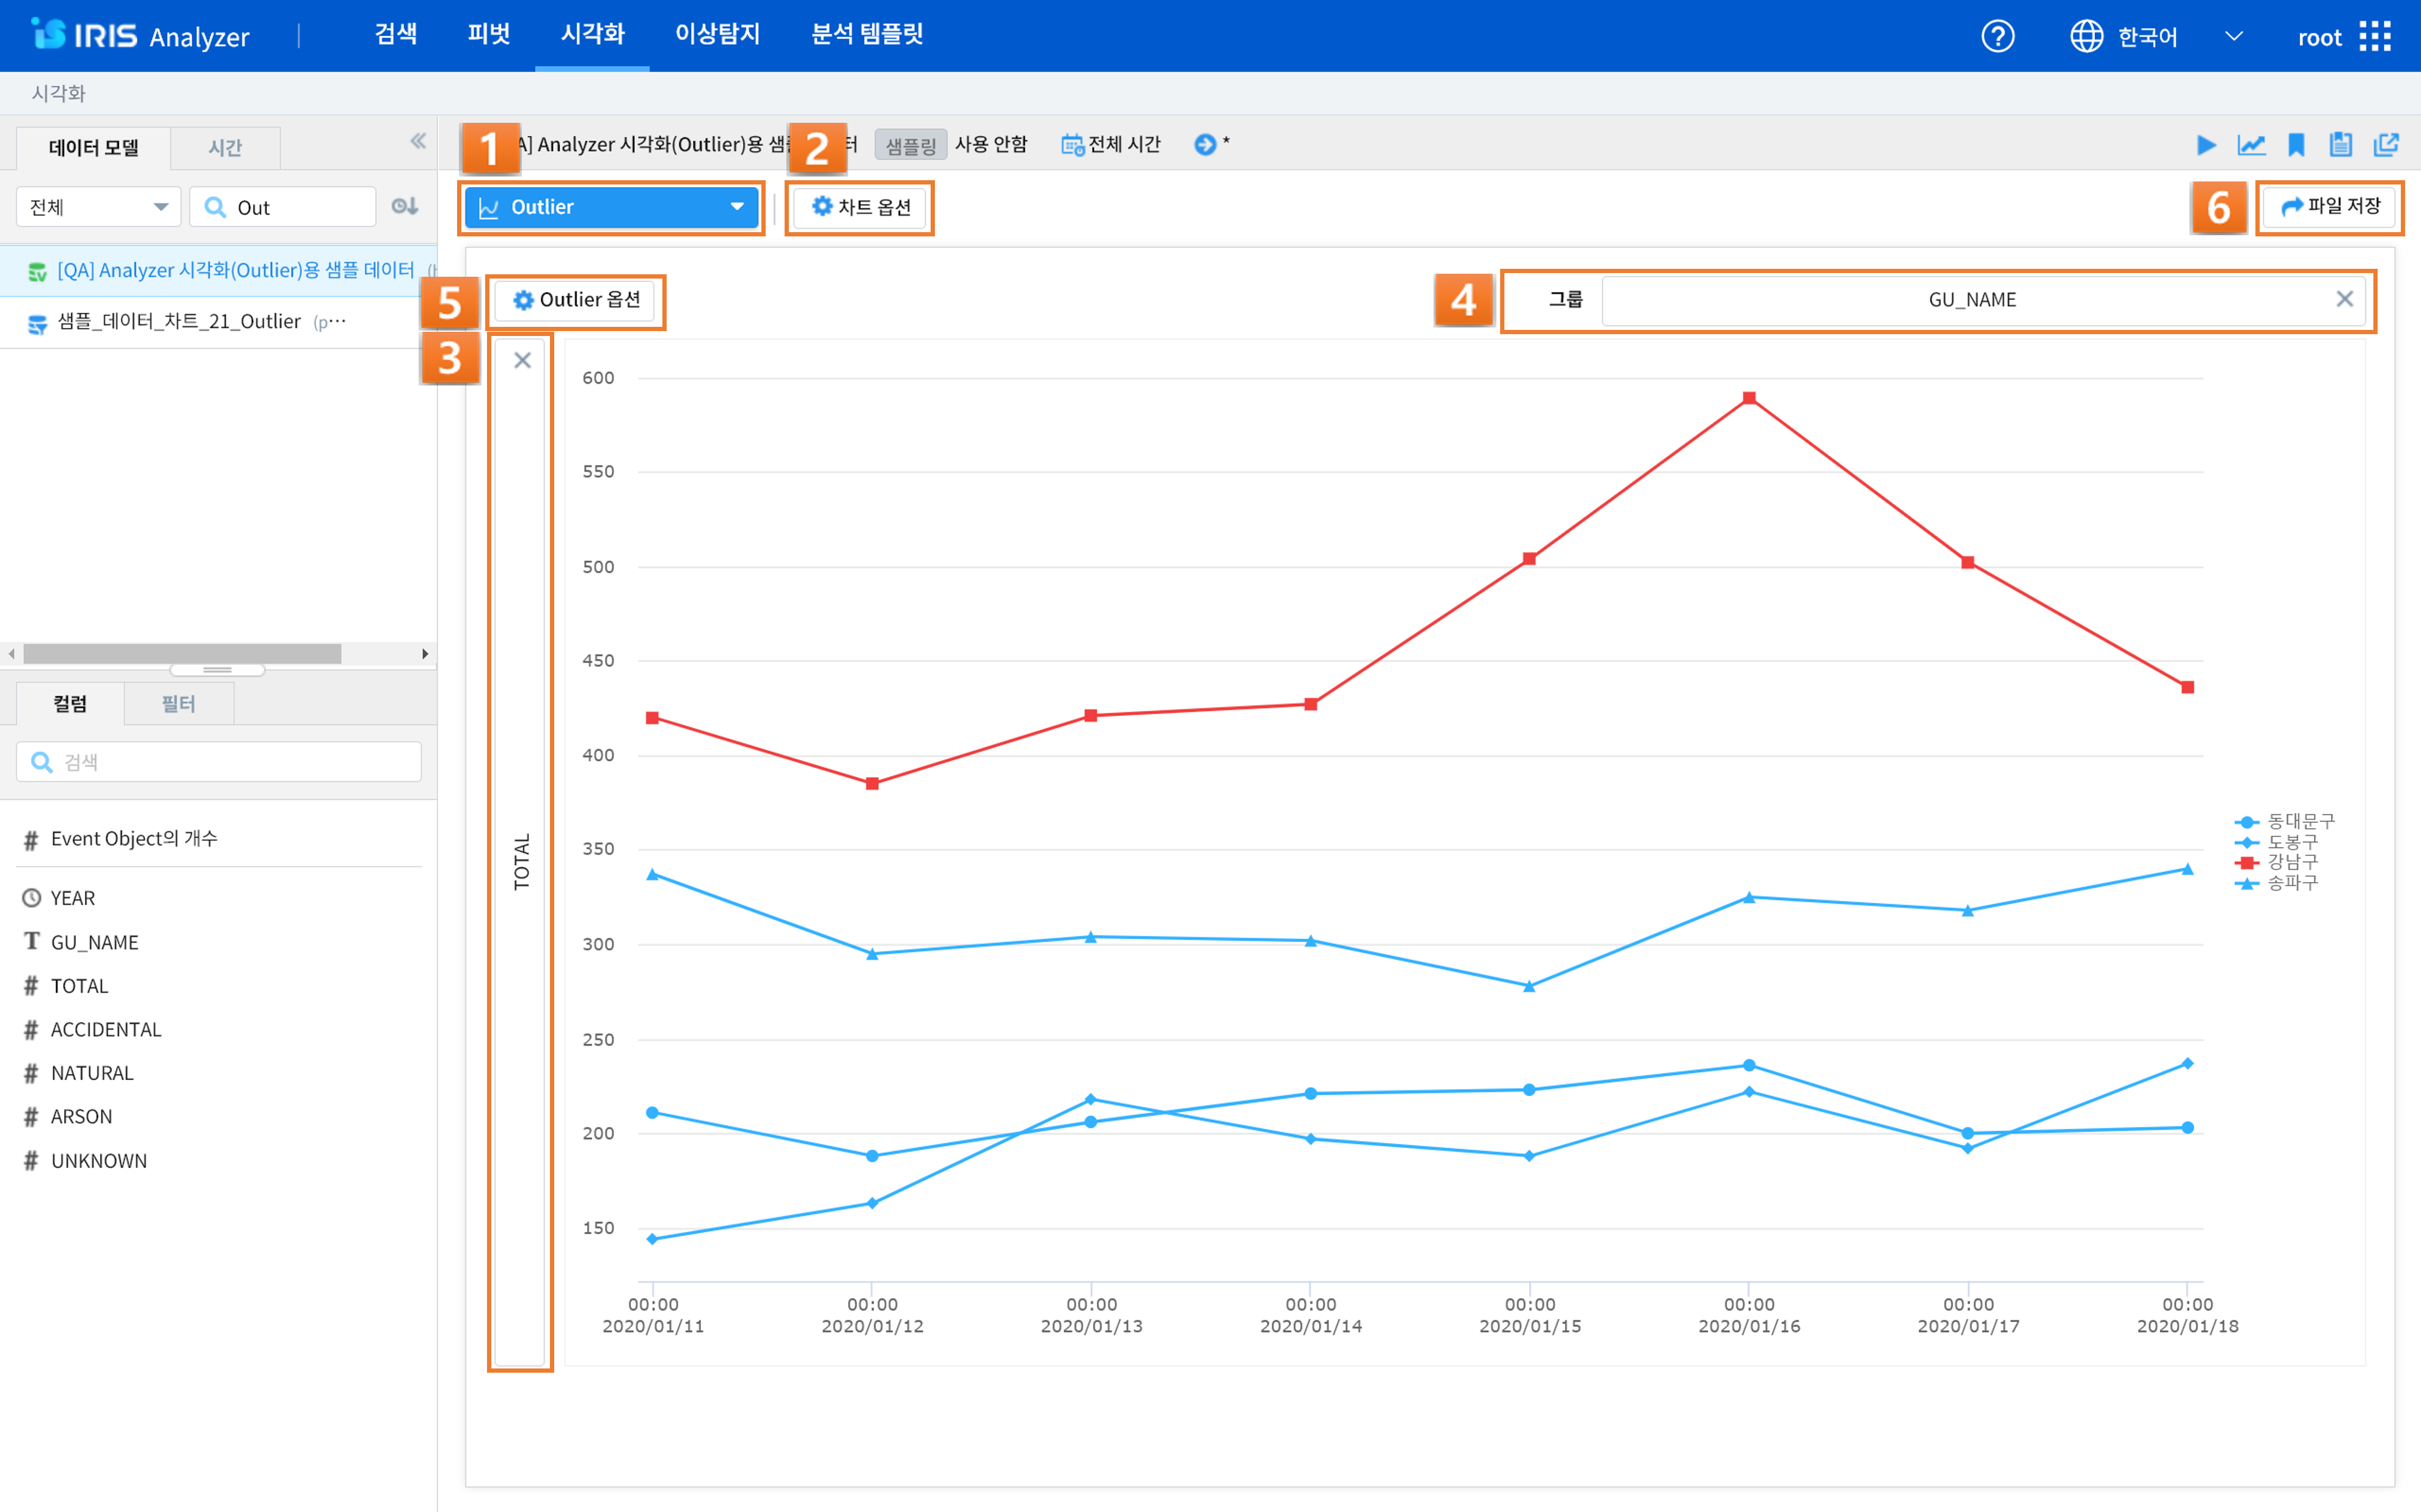 IRIS Analyzer
검색
피벗
시각화
이상탐지
분석 템플릿
?
한국어
root
시각화
데이터 모델
시간
1
A] Analyzer 시각화(Outlier)용 샘
2
터
샘플링
사용 안함
전체 시간
*
전체
Out
Outlier
차트 옵션
6
파일 저장
[QA] Analyzer 시각화(Outlier)용 샘플 데이터
샘플_데이터_차트_21_Outlier (p…
5
Outlier 옵션
4
그룹
GU_NAME
3
TOTAL
컬럼
필터
검색
# Event Object의 개수
YEAR
T GU_NAME
# TOTAL
# ACCIDENTAL
# NATURAL
# ARSON
# UNKNOWN
600
550
500
450
400
350
300
250
200
150
00:00
2020/01/11
00:00
2020/01/12
00:00
2020/01/13
00:00
2020/01/14
00:00
2020/01/15
00:00
2020/01/16
00:00
2020/01/17
00:00
2020/01/18
동대문구
도봉구
강남구
송파구